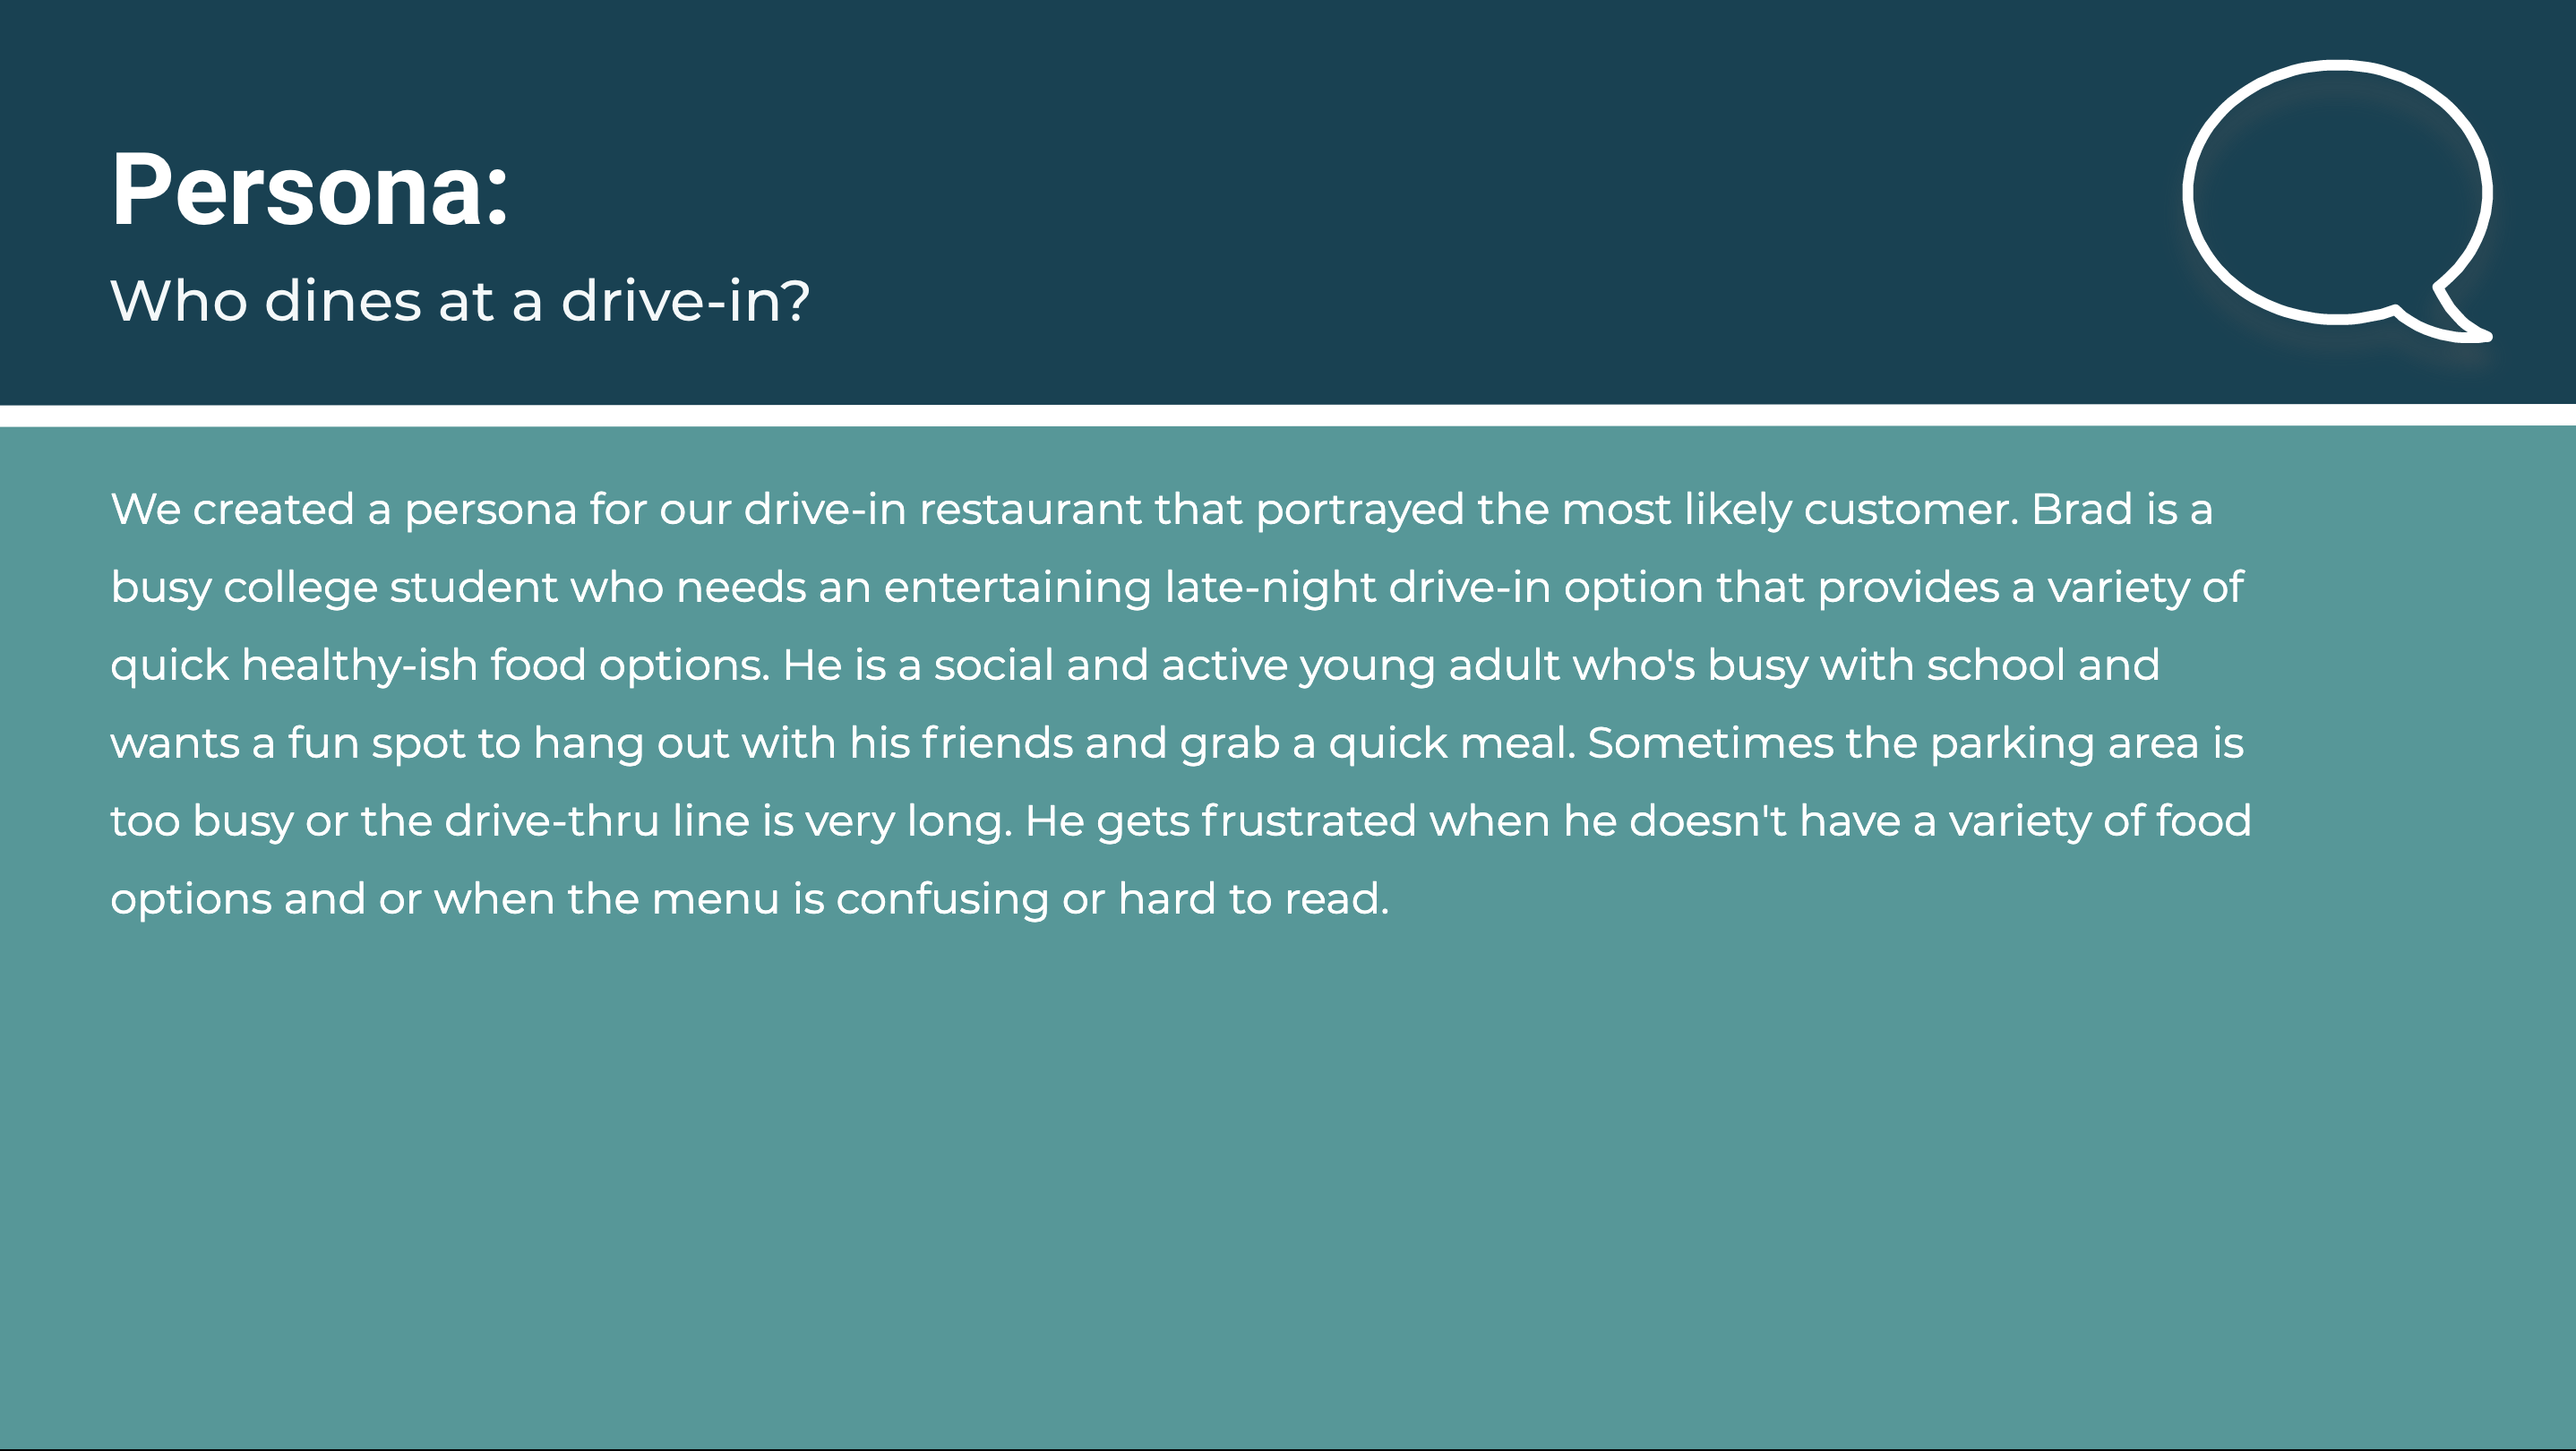 Persona:
Who dines at a drive-in?
We created a persona for our drive-in restaurant that portrayed the most likely customer. Brad is a
busy college student who needs an entertaining late-night drive-in option that provides a variety of
quick healthy-ish food options. He is a social and active young adult who's busy with school and
wants a fun spot to hang out with his friends and grab a quick meal. Sometimes the parking area is
too busy or the drive-thru line is very long. He gets frustrated when he doesn't have a variety of food
options and or when the menu is confusing or hard to read.